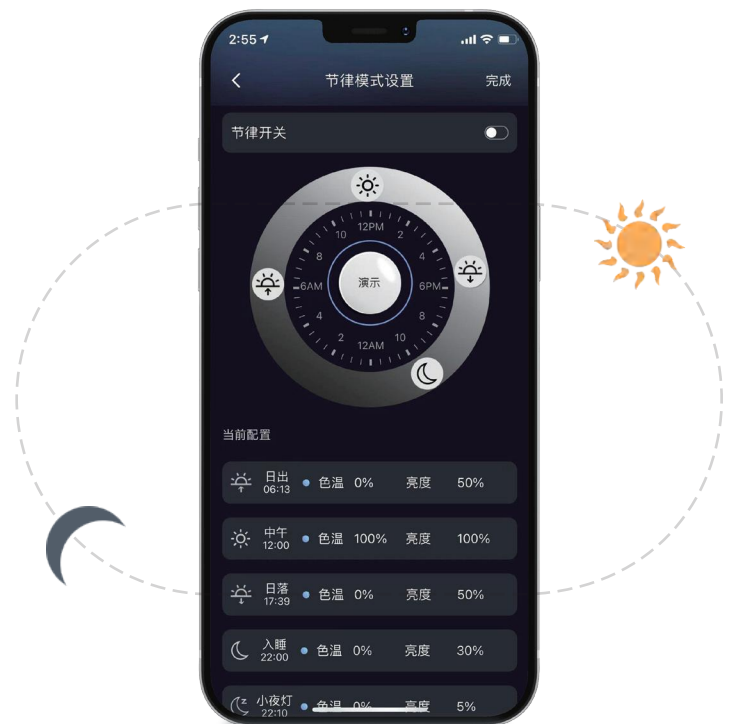 2:55
节律模式设置 完成
节律开关
12PM
10 2
8 4
演示
6AM 6PM
4 8
2 10
12AM
当前配置
日出 色温 0% 亮度 50%
06:13
中午 色温 100% 亮度 100%
12:00
日落 色温 0% 亮度 50%
17:39
入睡 色温 0% 亮度 30%
22:00
小夜灯 色温 0% 亮度 5%
22:10